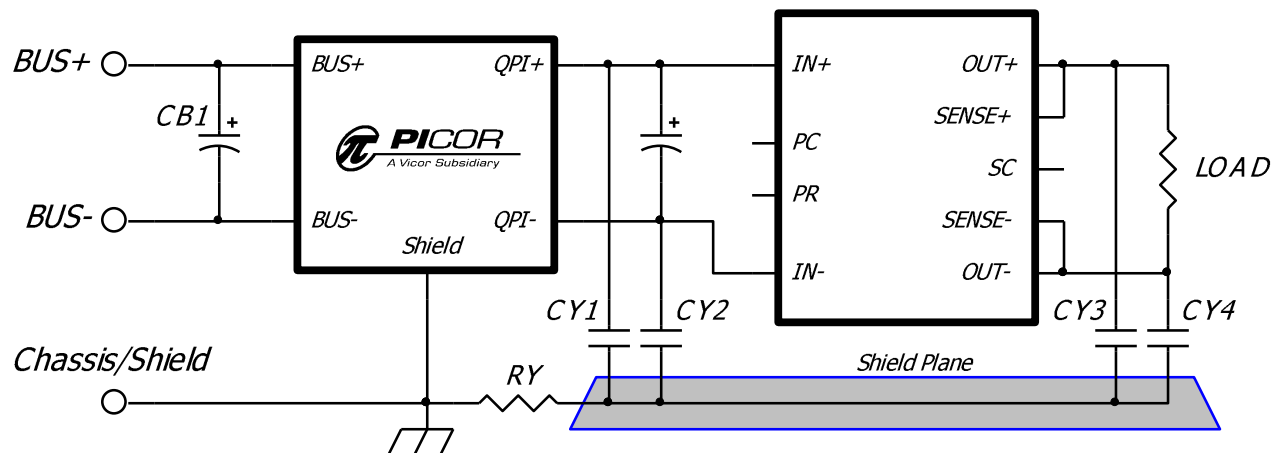 BUS+
CB1
BUS-
BUS+
QPI+
PICOR
A Vicor Subsidiary
BUS-
QPI-
Shield
IN+
OUT+
SENSE+
PC
SC
PR
SENSE-
IN-
OUT-
LOAD
CY1
CY2
CY3
CY4
Chassis/Shield
RY
Shield Plane